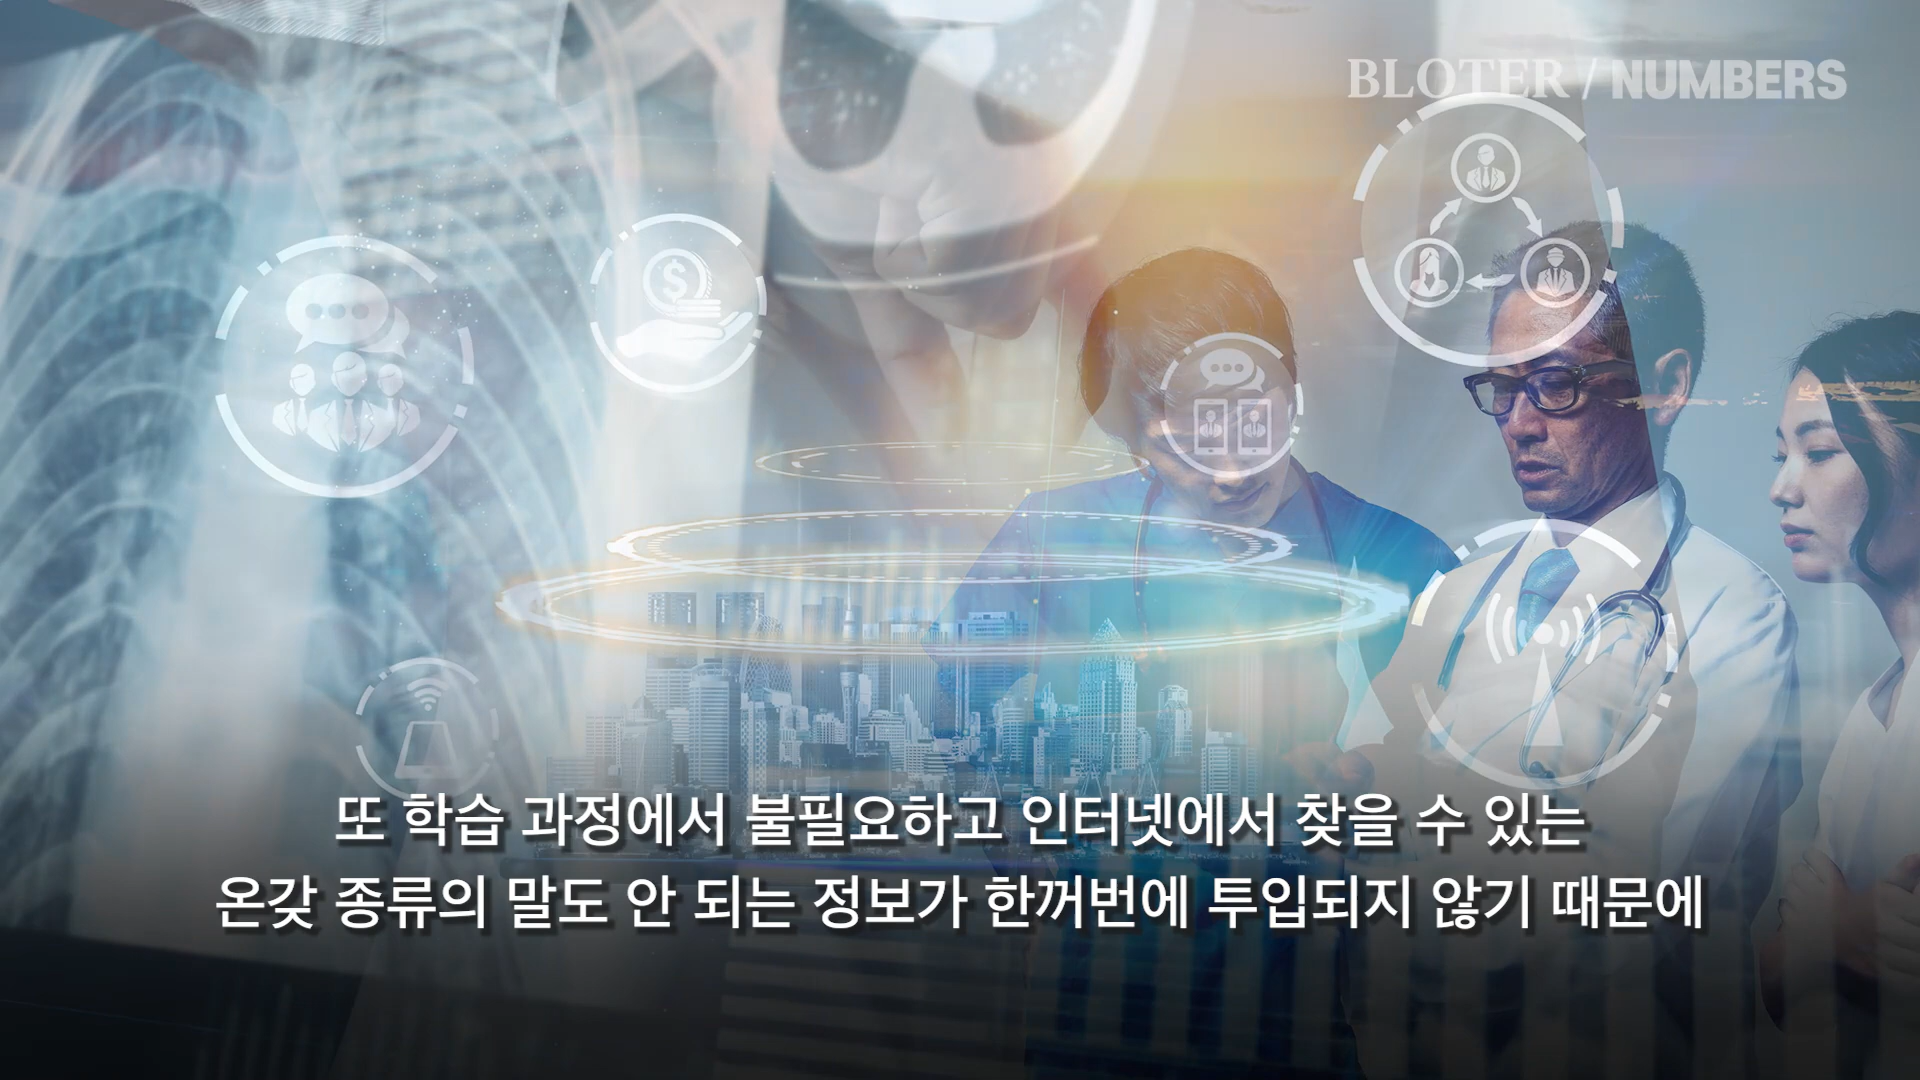 BLOTER / NUMBERS
또 학습 과정에서 불필요하고 인터넷에서 찾을 수 있는
온갖 종류의 말도 안 되는 정보가 한꺼번에 투입되지 않기 때문에